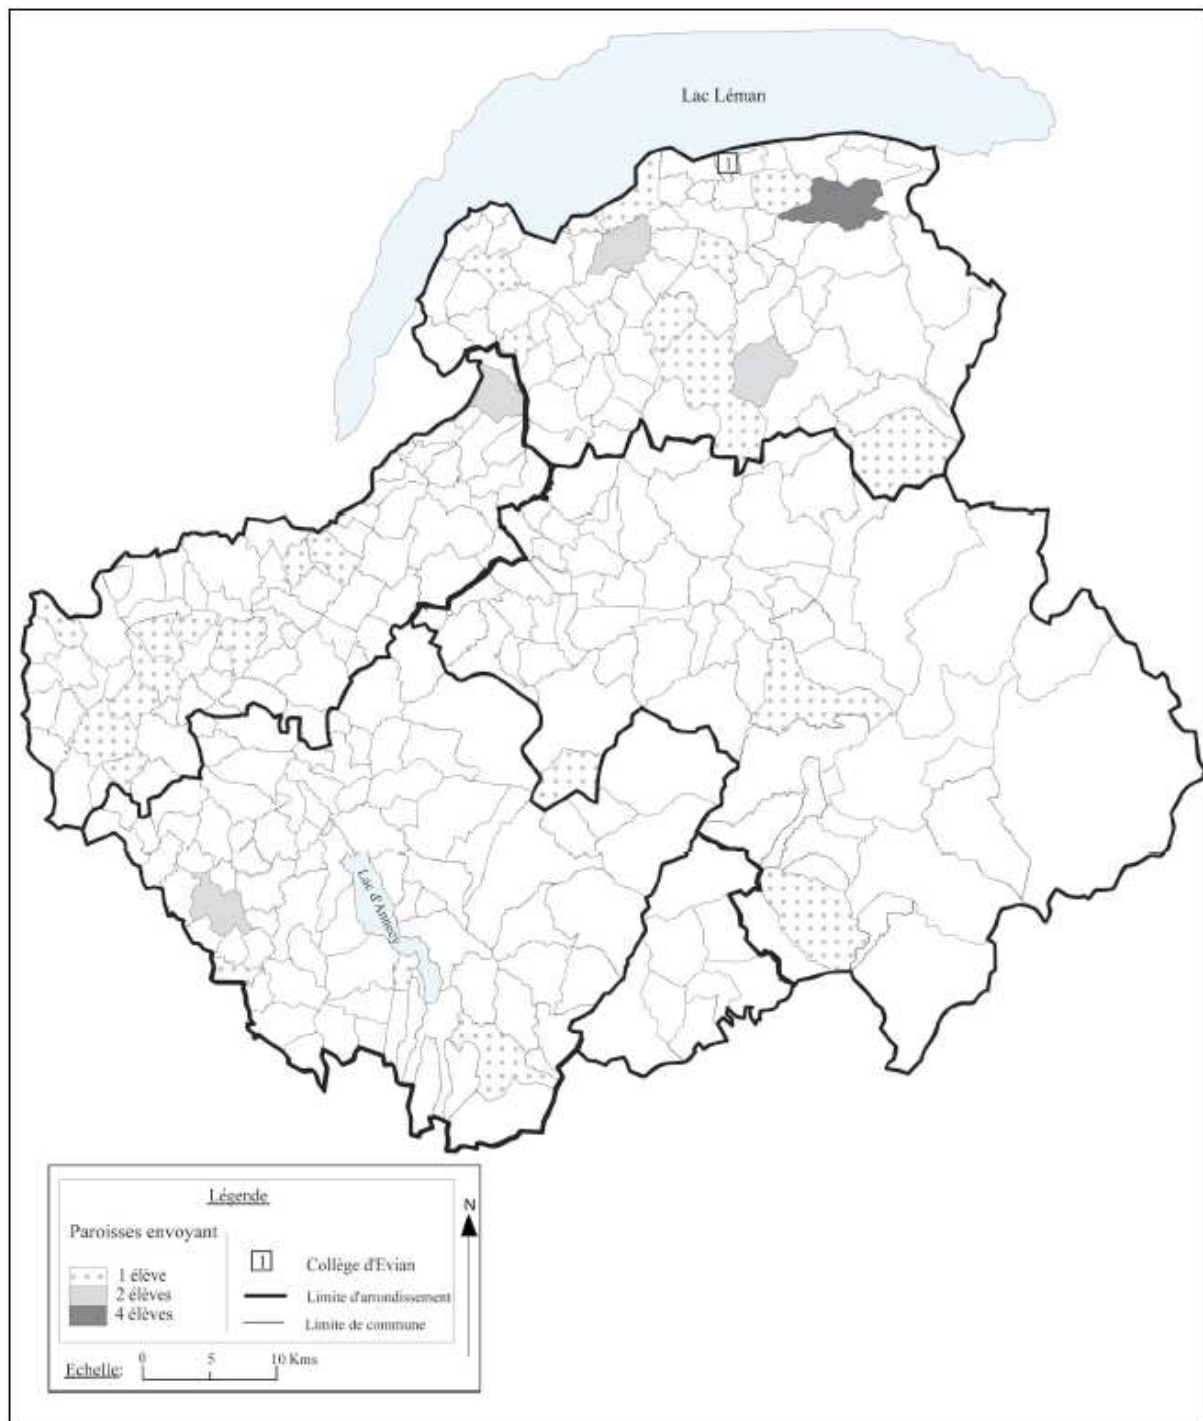 Lac Léman
1
Lac d'Annecy
Légende
N
Paroisses envoyant
1 élève
2 élèves
4 élèves
1 Collège d'Evian
Limite d'arrondissement
Limite de commune
Echelle: 0 5 10 Kms